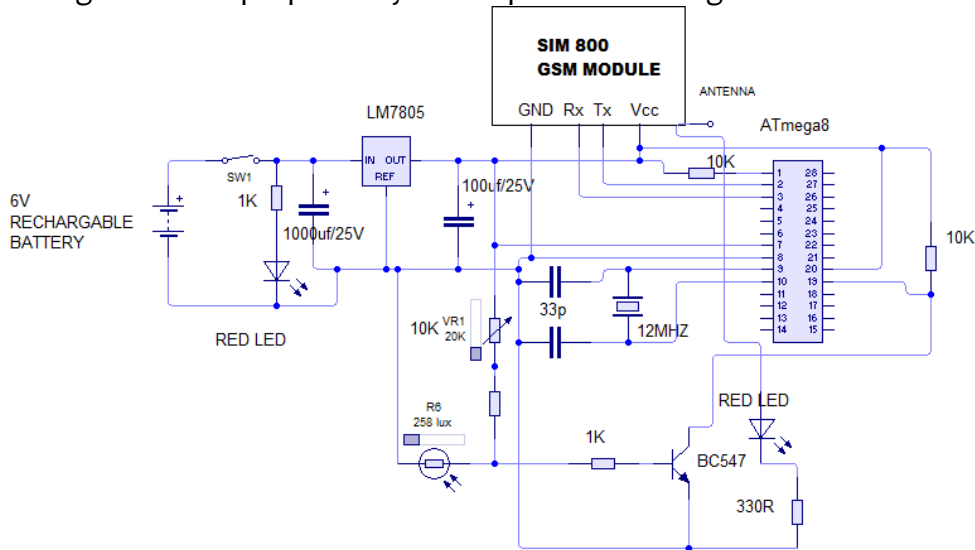 SIM 800
GSM MODULE
GND Rx Tx Vcc
ANTENNA
LM7805
ATmega8
IN OUT
REF
SW1
1K
1000uf/25V
100uf/25V
6V
RECHARGABLE
BATTERY
RED LED
10K
1 28
2 27
3 26
4 25
5 24
6 23
7 22
8 21
9 20
10 19
11 18
12 17
13 16
14 15
10K
33p
12MHZ
10K VR1
20K
R6
258 lux
1K
BC547
RED LED
330R